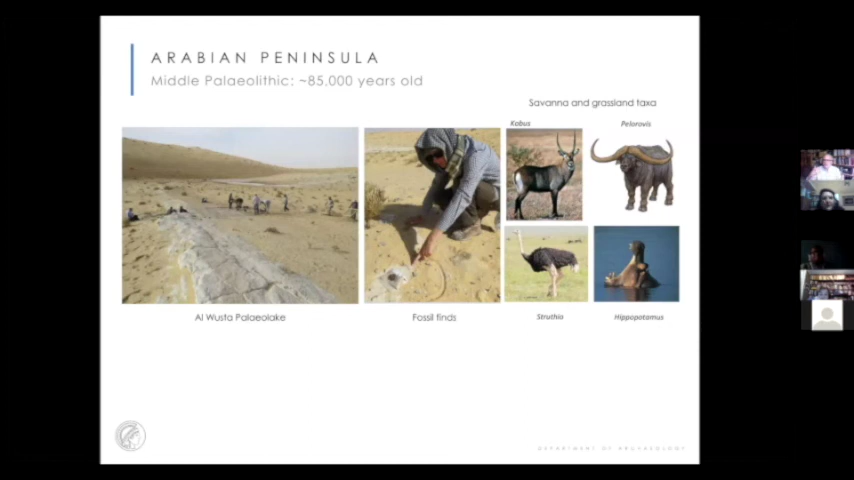 ARABIAN PENINSULA
Middle Palaeolithic: ~85,000 years old
Savanna and grassland taxa
Kobus
Pelorovis
Al Wusta Palaeolake
Fossil finds
Struthio
Hippopotamus
DEPARTMENT OF ARCHAEOLOGY